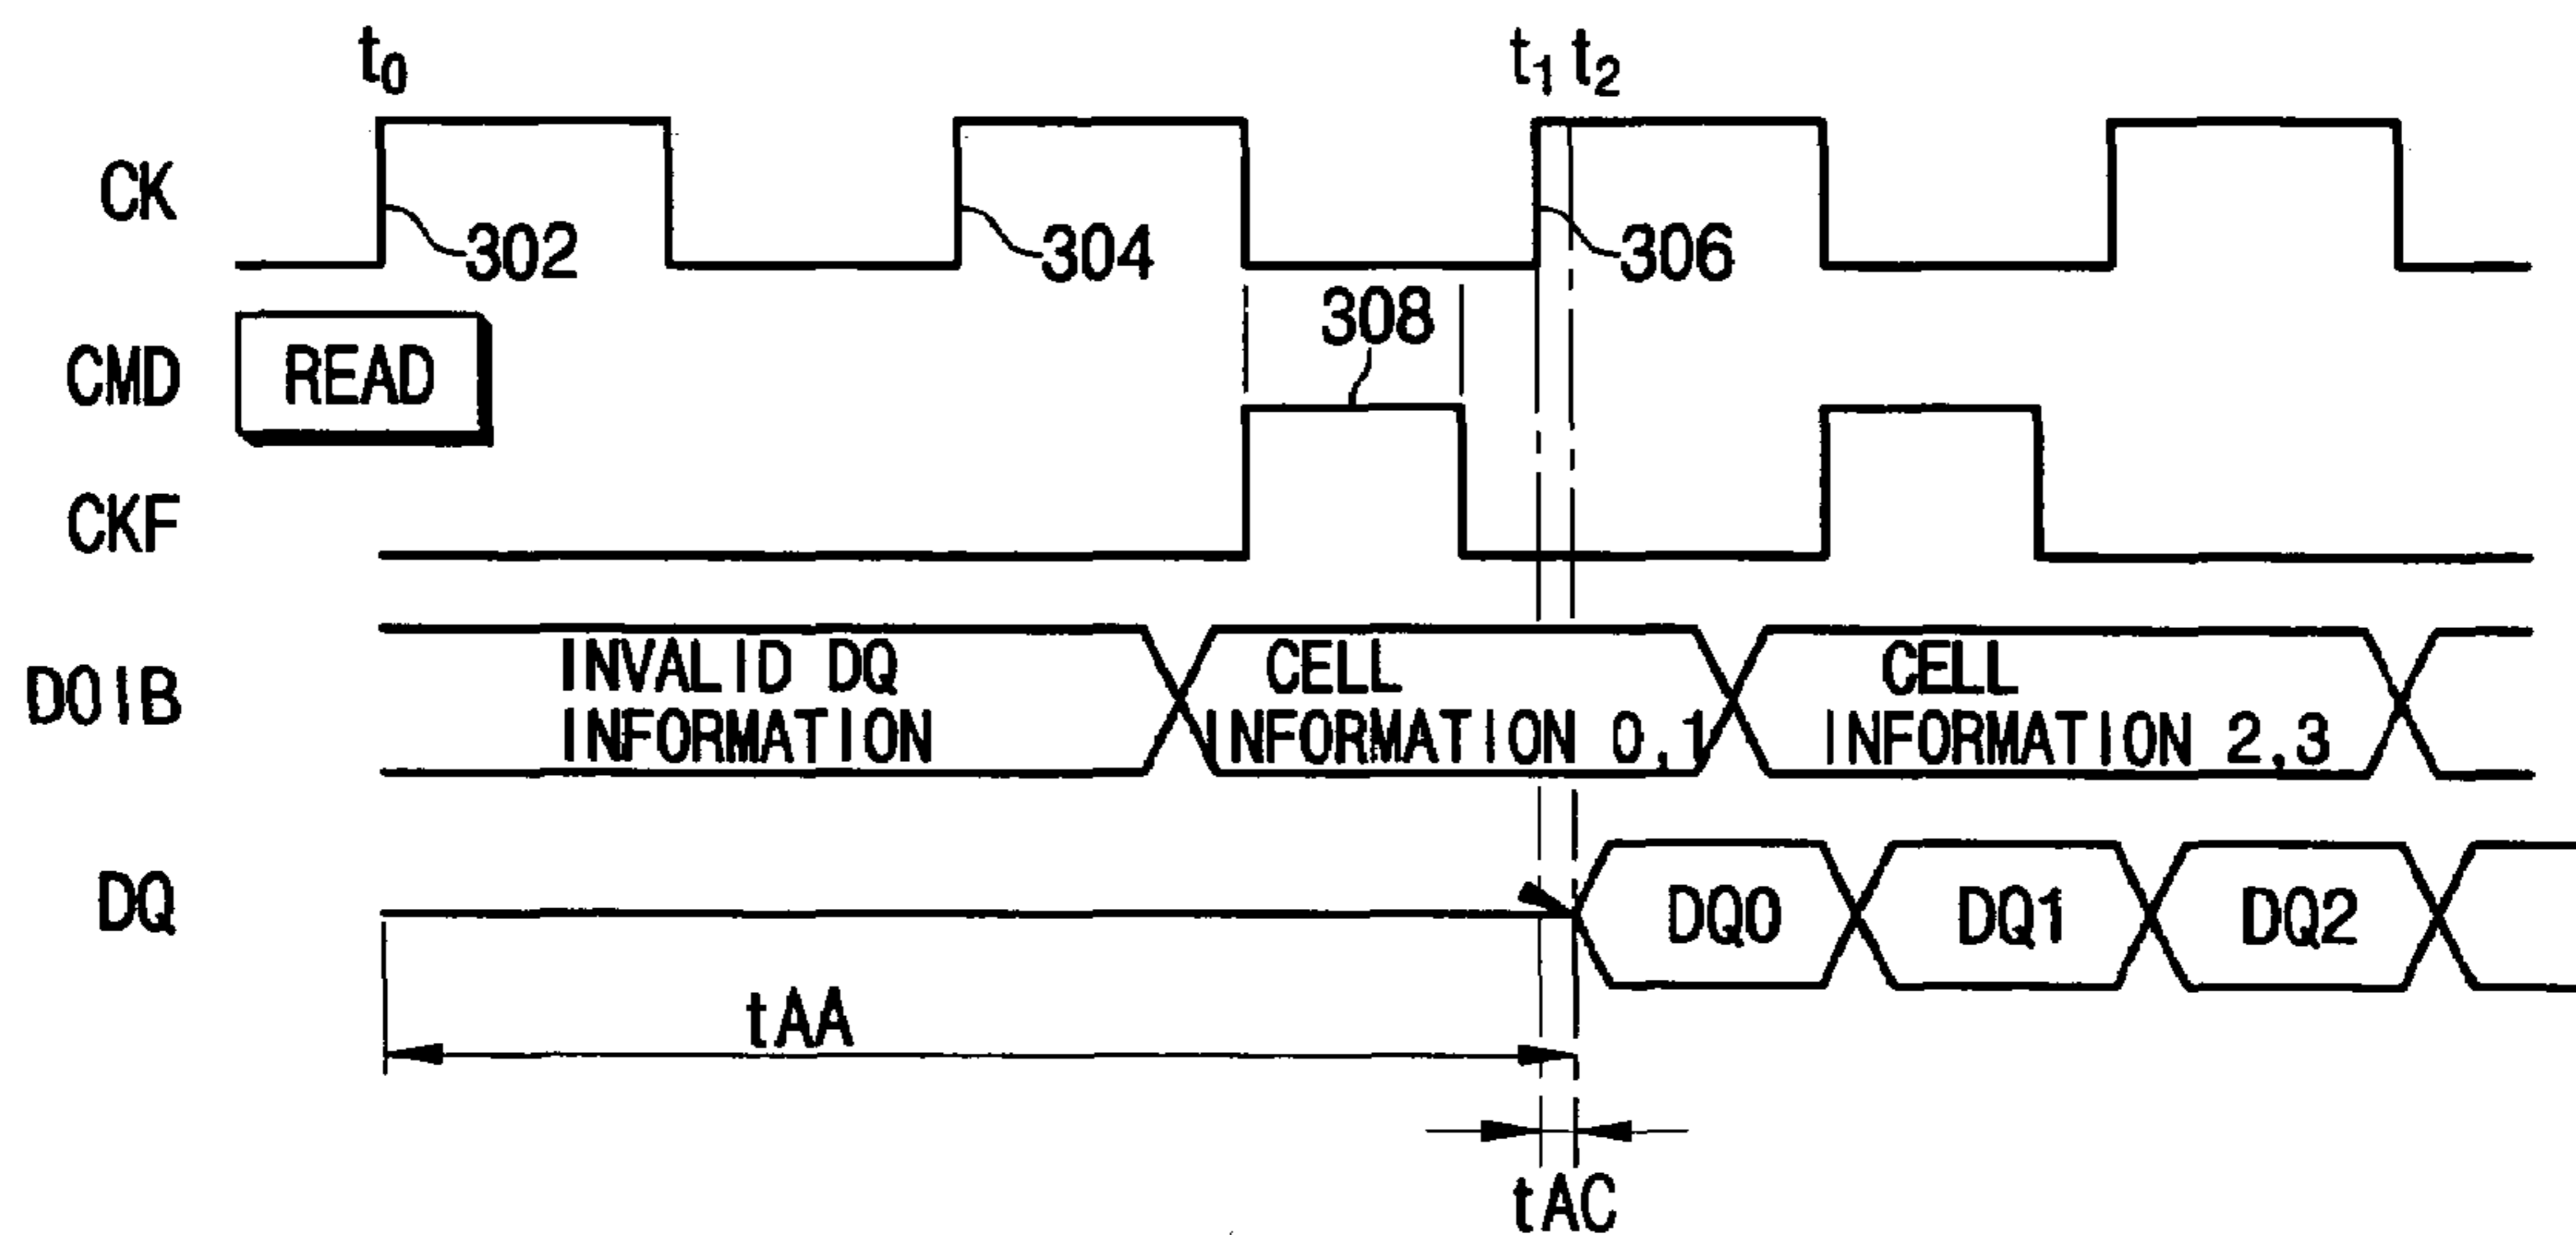 t0 t1 t2
CK
302 304 306
308
CMD READ
CKF
DOIB
INVALID DQ CELL CELL
INFORMATION INFORMATION 0,1 INFORMATION 2,3
DQ DQ0 DQ1 DQ2
tAA
tAC